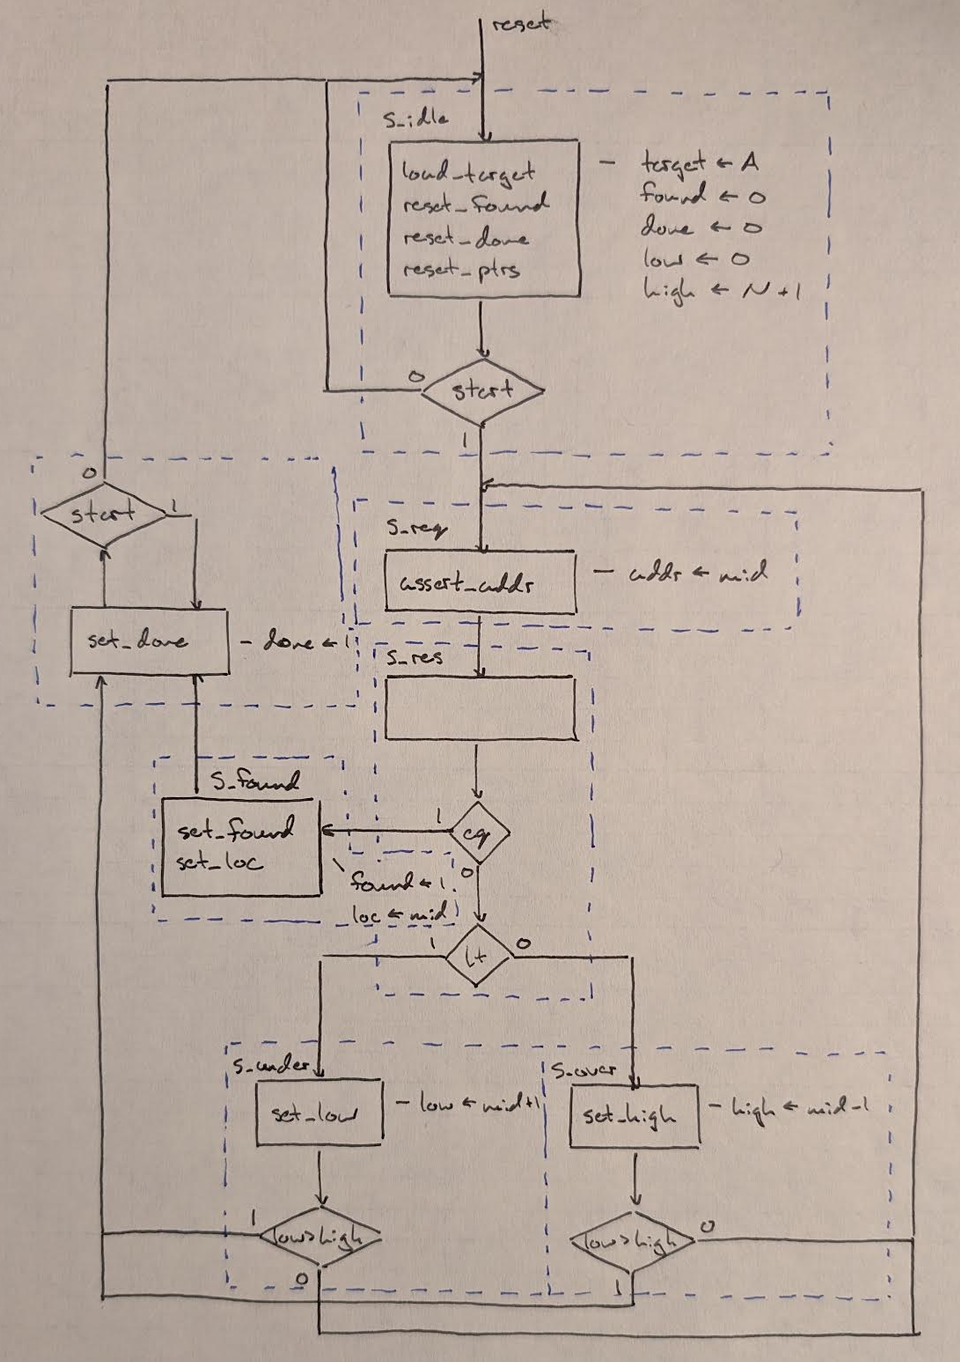 reset
S_idle
load_target
reset_found
reset_done
reset_ptrs
- target ← A
found ← 0
done ← 0
low ← 0
high ← N+1
0
start
1
0
start
1
S_req
assert_addr
- addr ← mid
set_done
- done ← 1
S_res
S_found
set_found
set_loc
1
eq
0
found ← 1
loc ← mid
1
lt
0
S_under
set_low
- low ← mid+1
S_over
set_high
- high ← mid-1
1
low>high
0
low>high
0
1